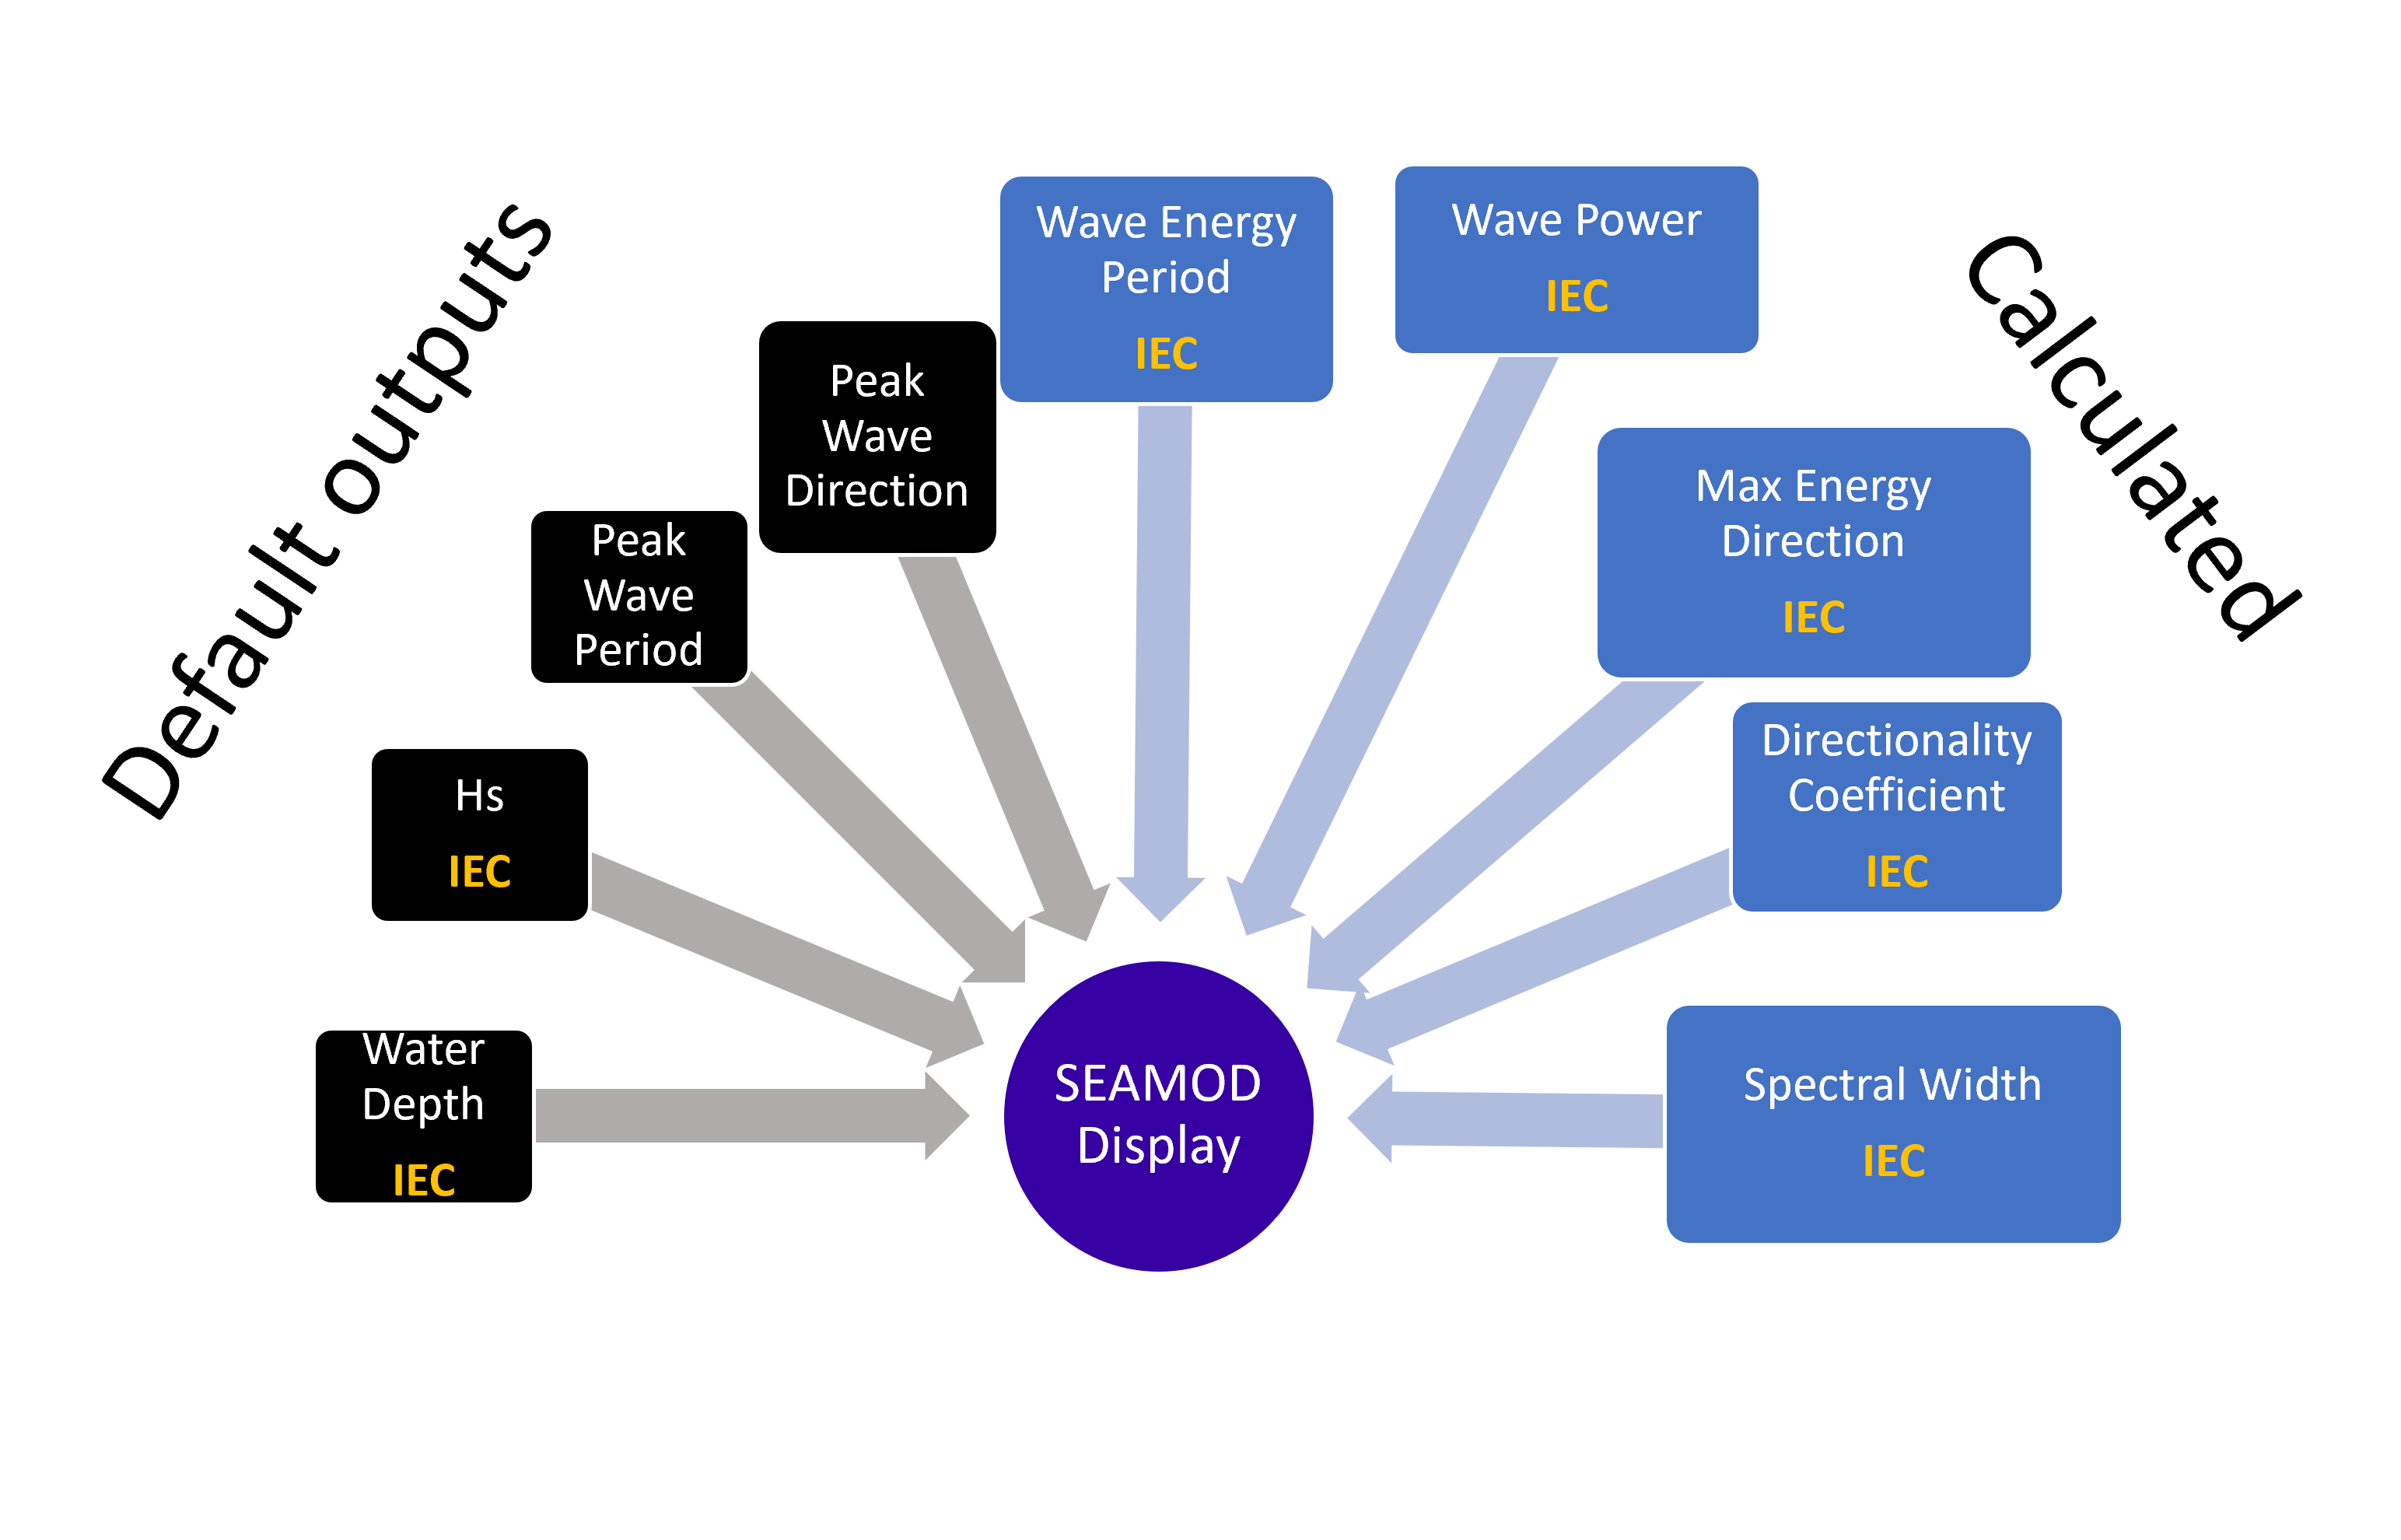 Default outputs
Calculated
Water
Depth
IEC
Hs
IEC
Peak
Wave
Period
Peak
Wave
Direction
Wave Energy
Period
IEC
Wave Power
IEC
Max Energy
Direction
IEC
Directionality
Coefficient
IEC
Spectral Width
IEC
SEAMOD
Display